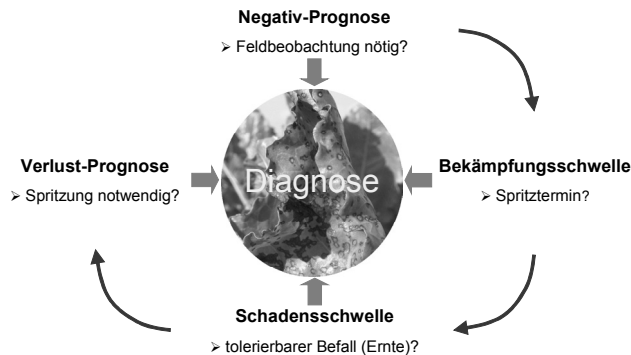 Negativ-Prognose
➢ Feldbeobachtung nötig?
Verlust-Prognose
➢ Spritzung notwendig?
Diagnose
Bekämpfungsschwelle
➢ Spritztermin?
Schadensschwelle
➢ tolerierbarer Befall (Ernte)?